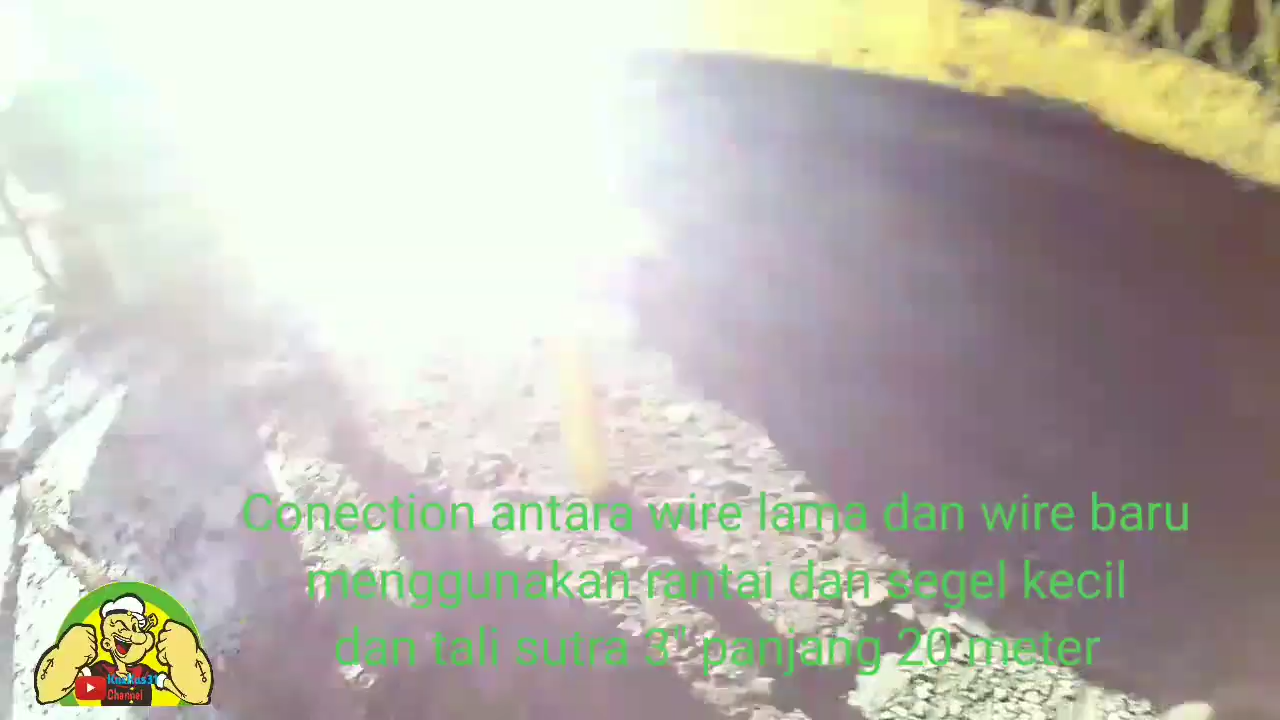 Conection antara wire lama dan wire baru
menggunakan rantai dan segel kecil
dan tali sutra 3" panjang 20 meter
Channel